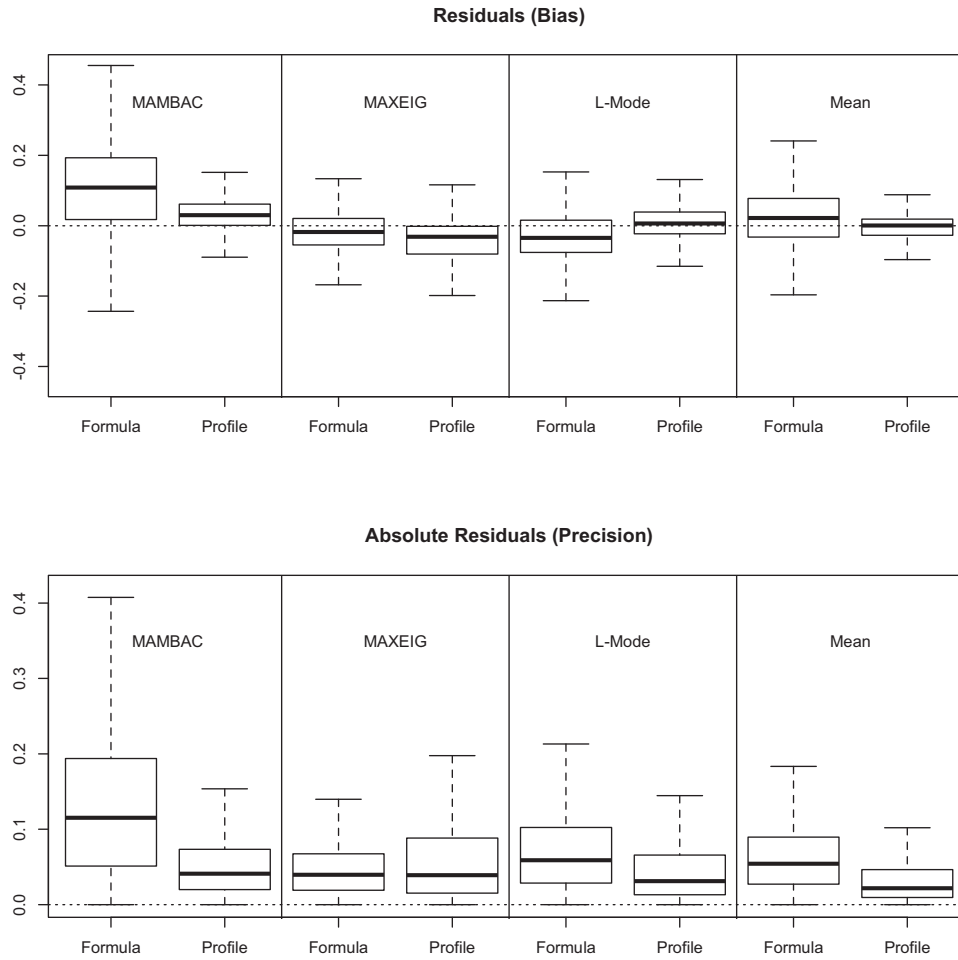 Residuals (Bias)
MAMBAC MAXEIG L-Mode Mean
0.4
0.2
0.0
-0.2
-0.4
Formula Profile Formula Profile Formula Profile Formula Profile
Absolute Residuals (Precision)
MAMBAC MAXEIG L-Mode Mean
0.4
0.3
0.2
0.1
0.0
Formula Profile Formula Profile Formula Profile Formula Profile